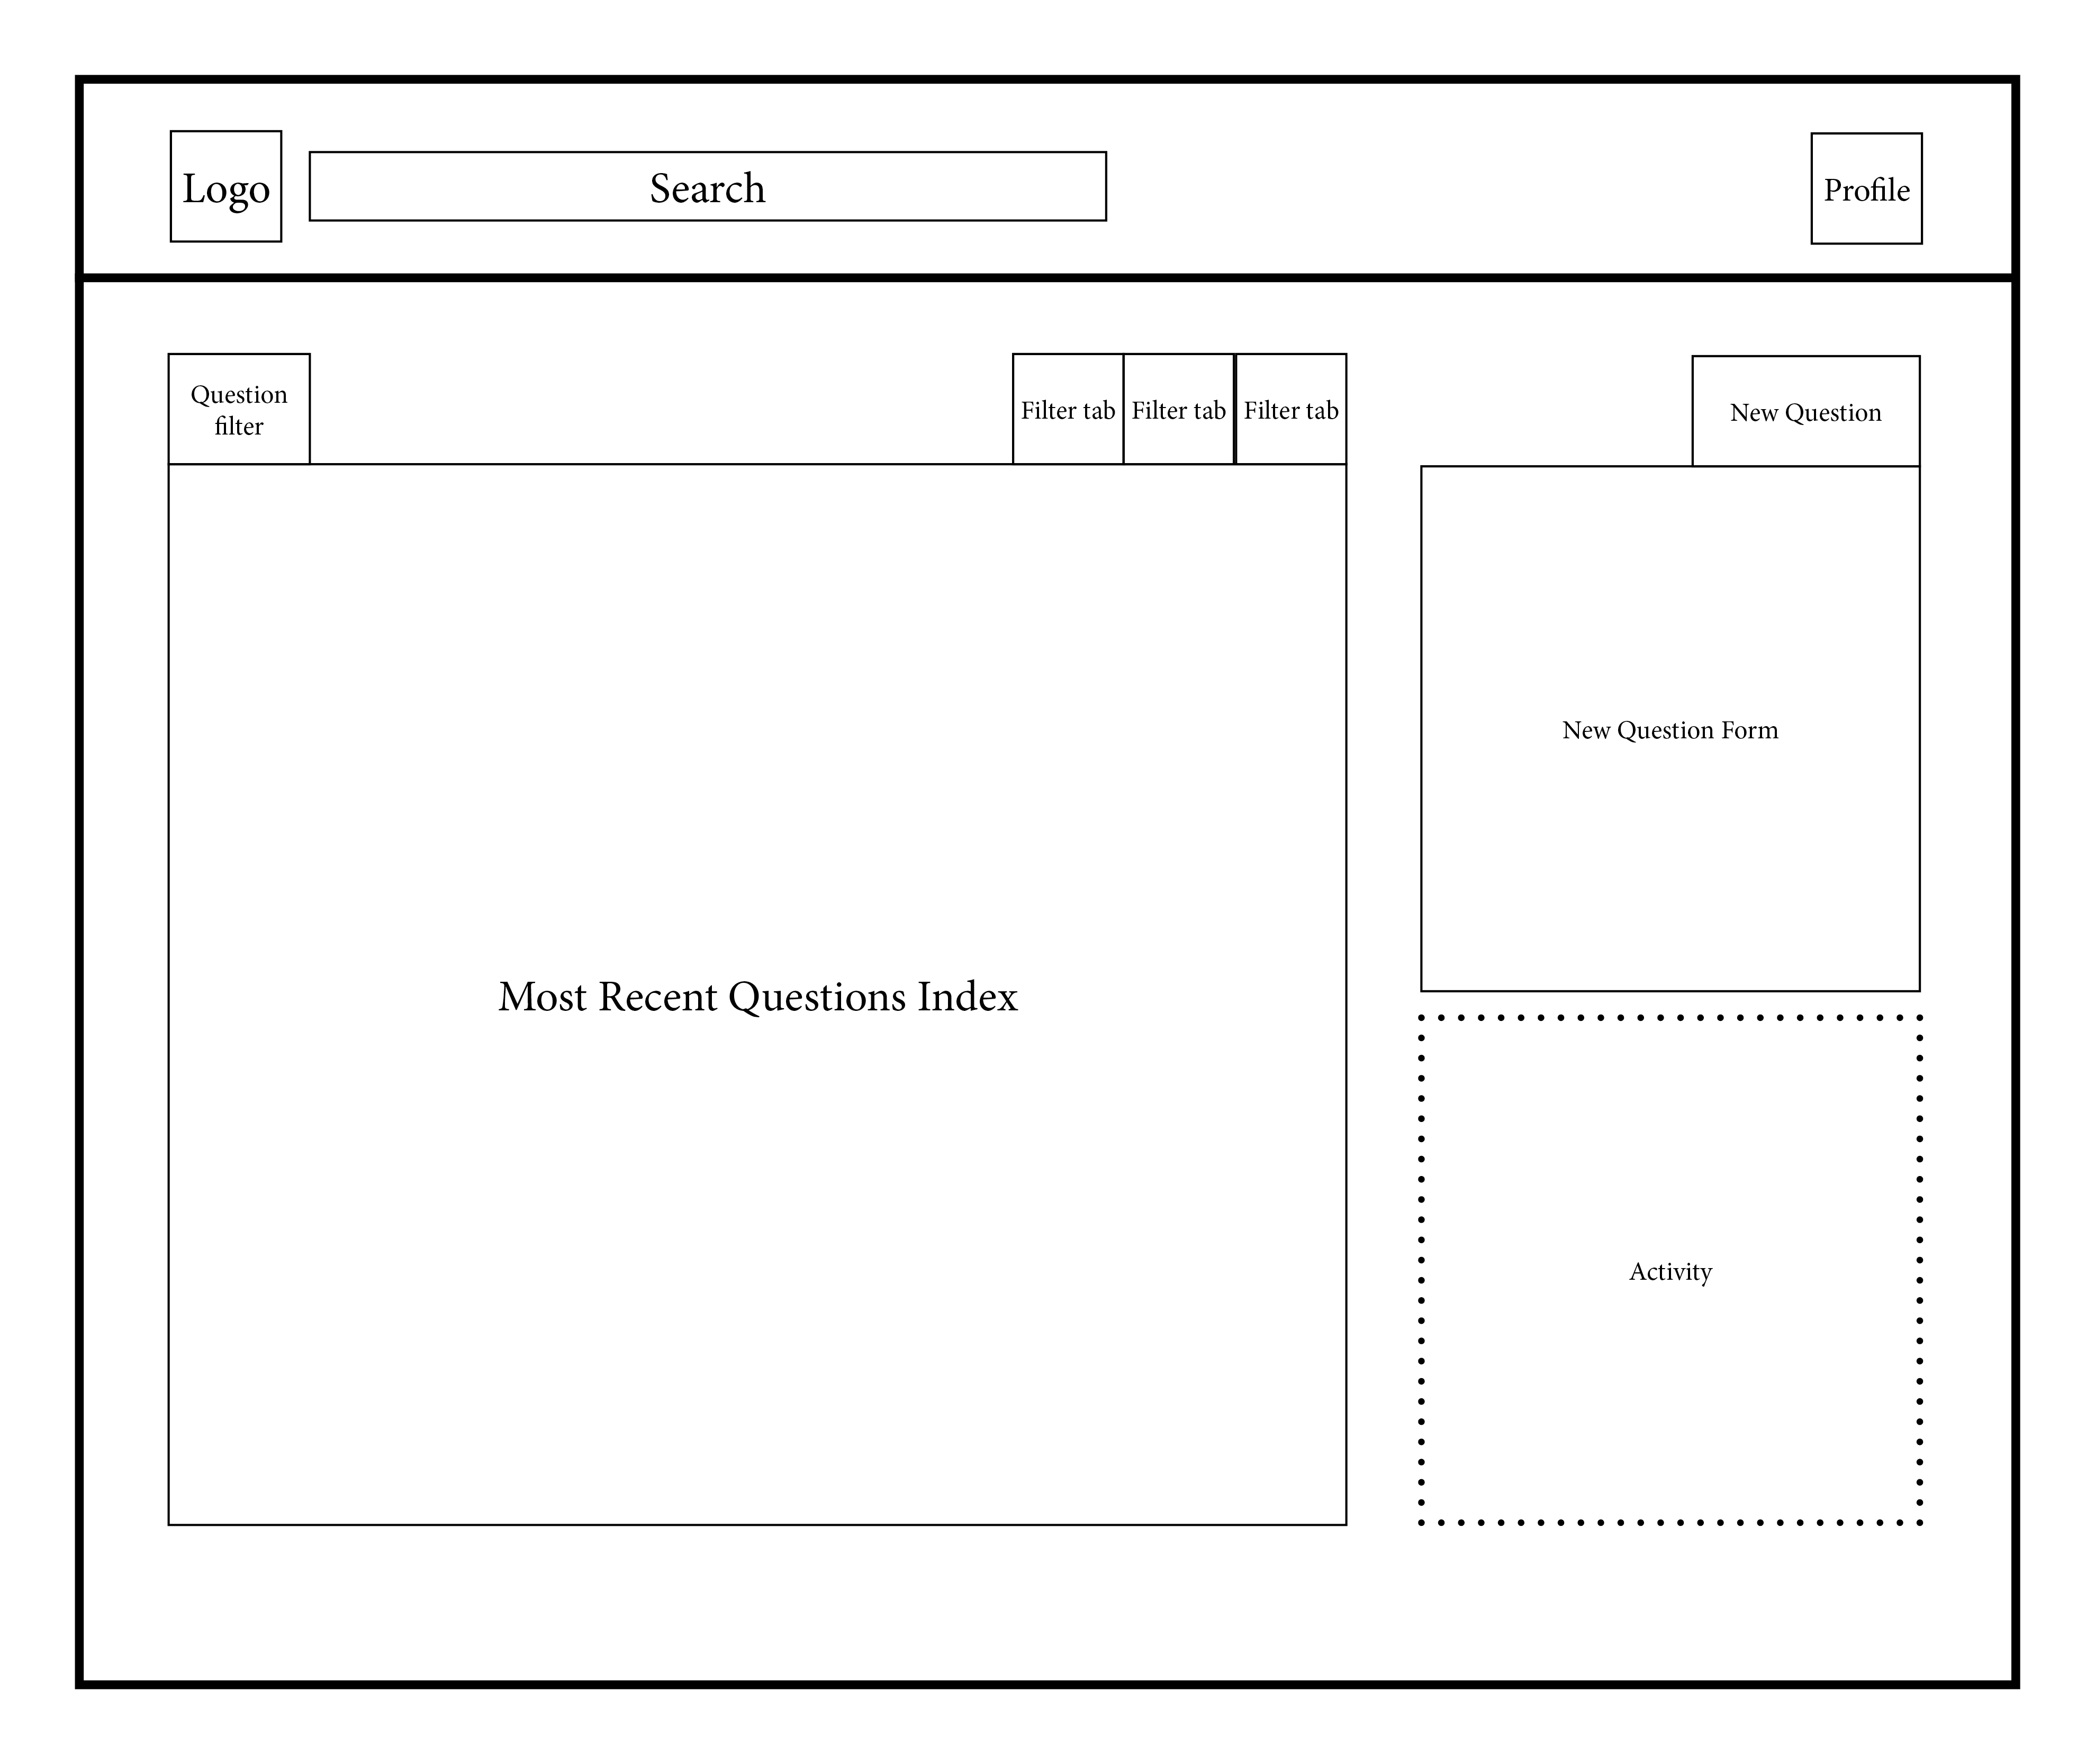 Logo
Search
Profile
Question
filter
Filter tab
Filter tab
Filter tab
New Question
New Question Form
Most Recent Questions Index
Activity